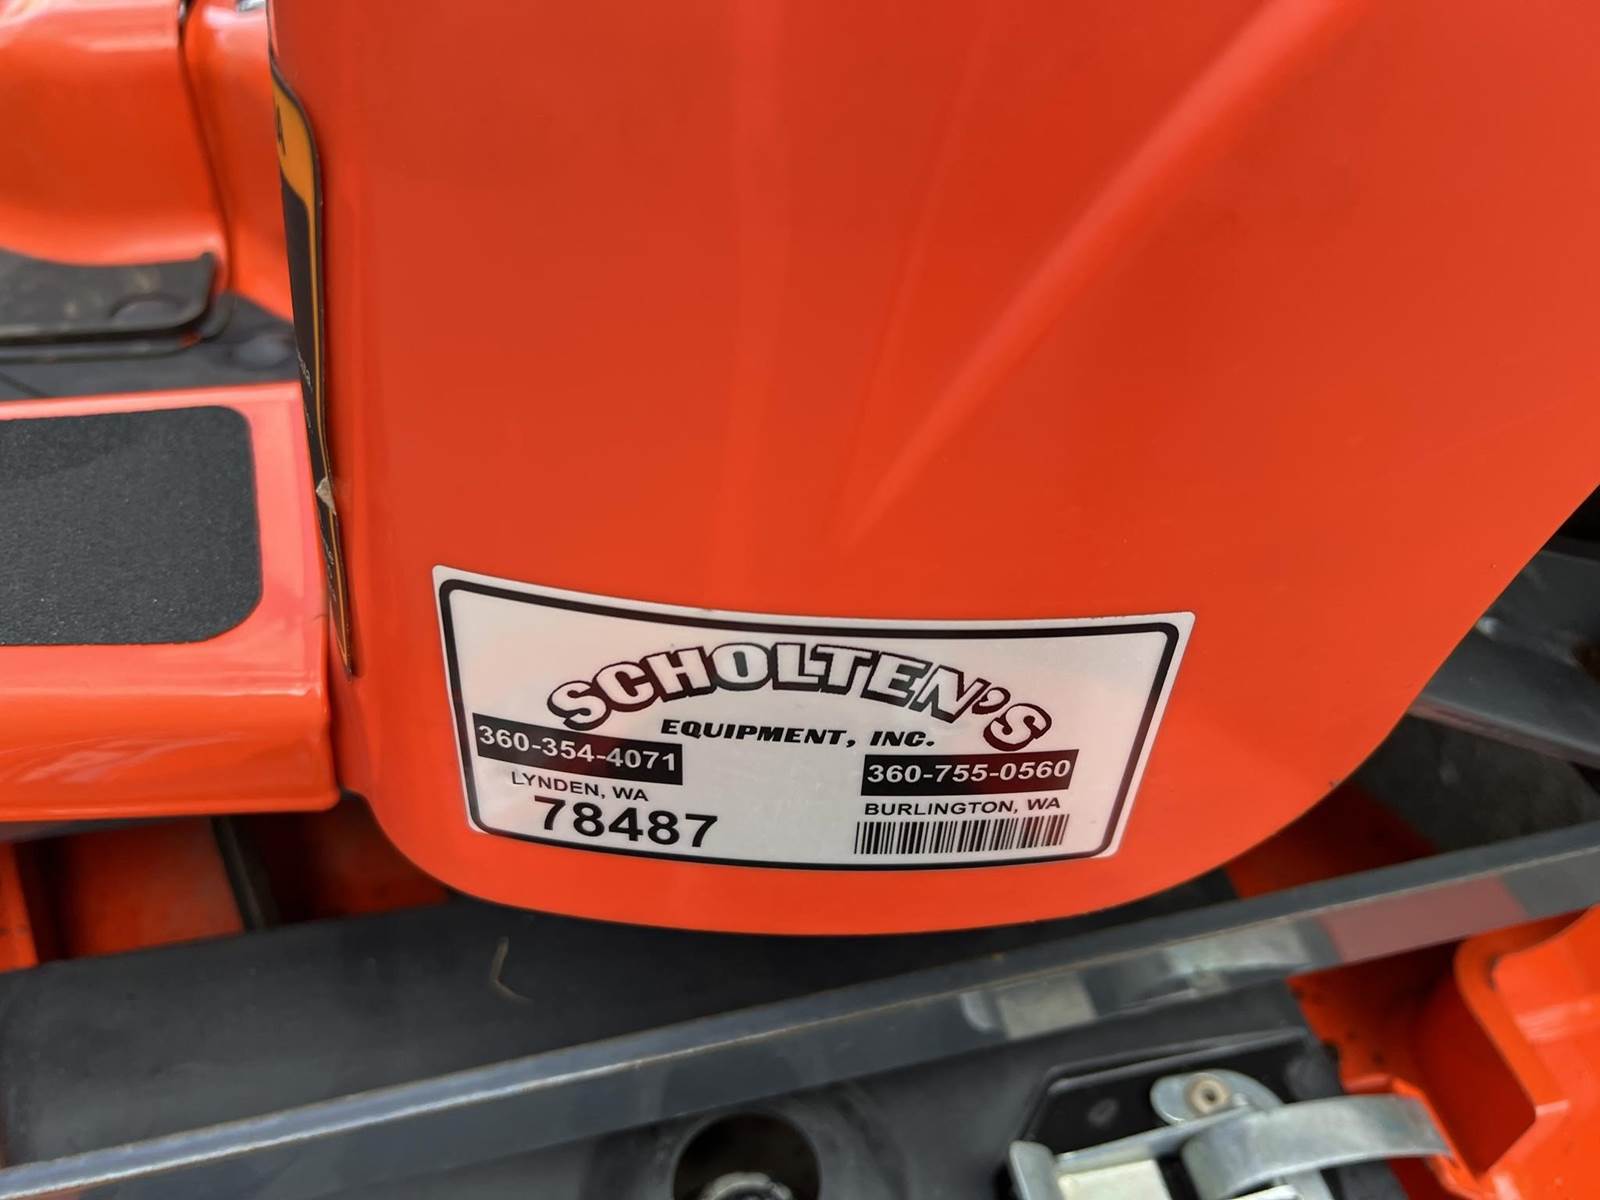 SCHOLTEN'S
EQUIPMENT, INC.
360-354-4071
LYNDEN, WA
78487
360-755-0560
BURLINGTON, WA